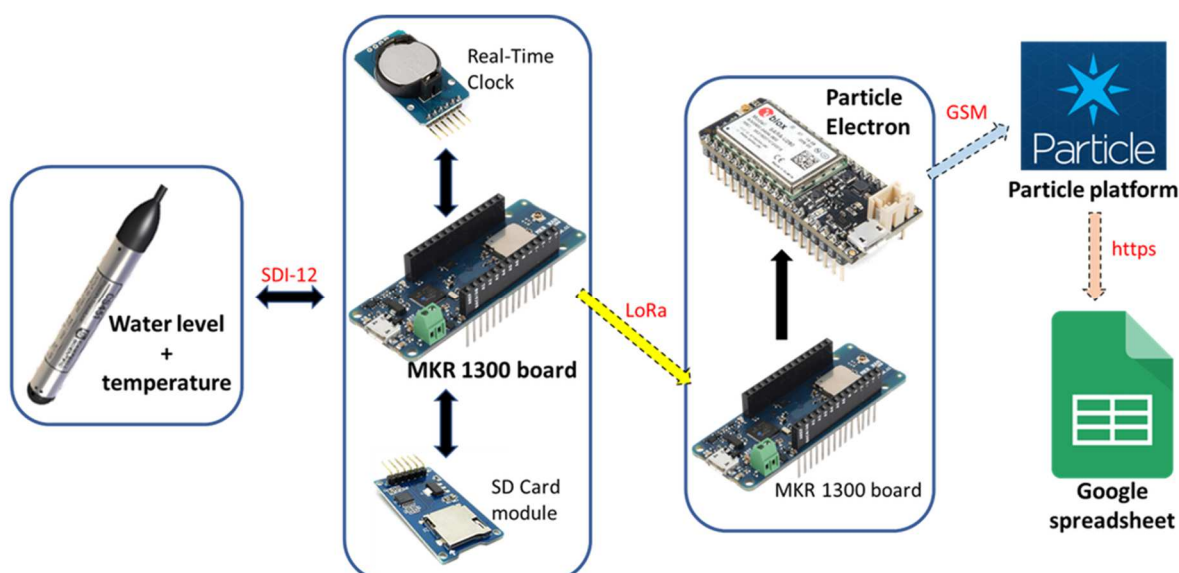 Real-Time
Clock
SDI-12
Water level
+
temperature
MKR 1300 board
SD Card
module
LoRa
Particle
Electron
MKR 1300 board
GSM
Particle
Particle platform
https
Google
spreadsheet